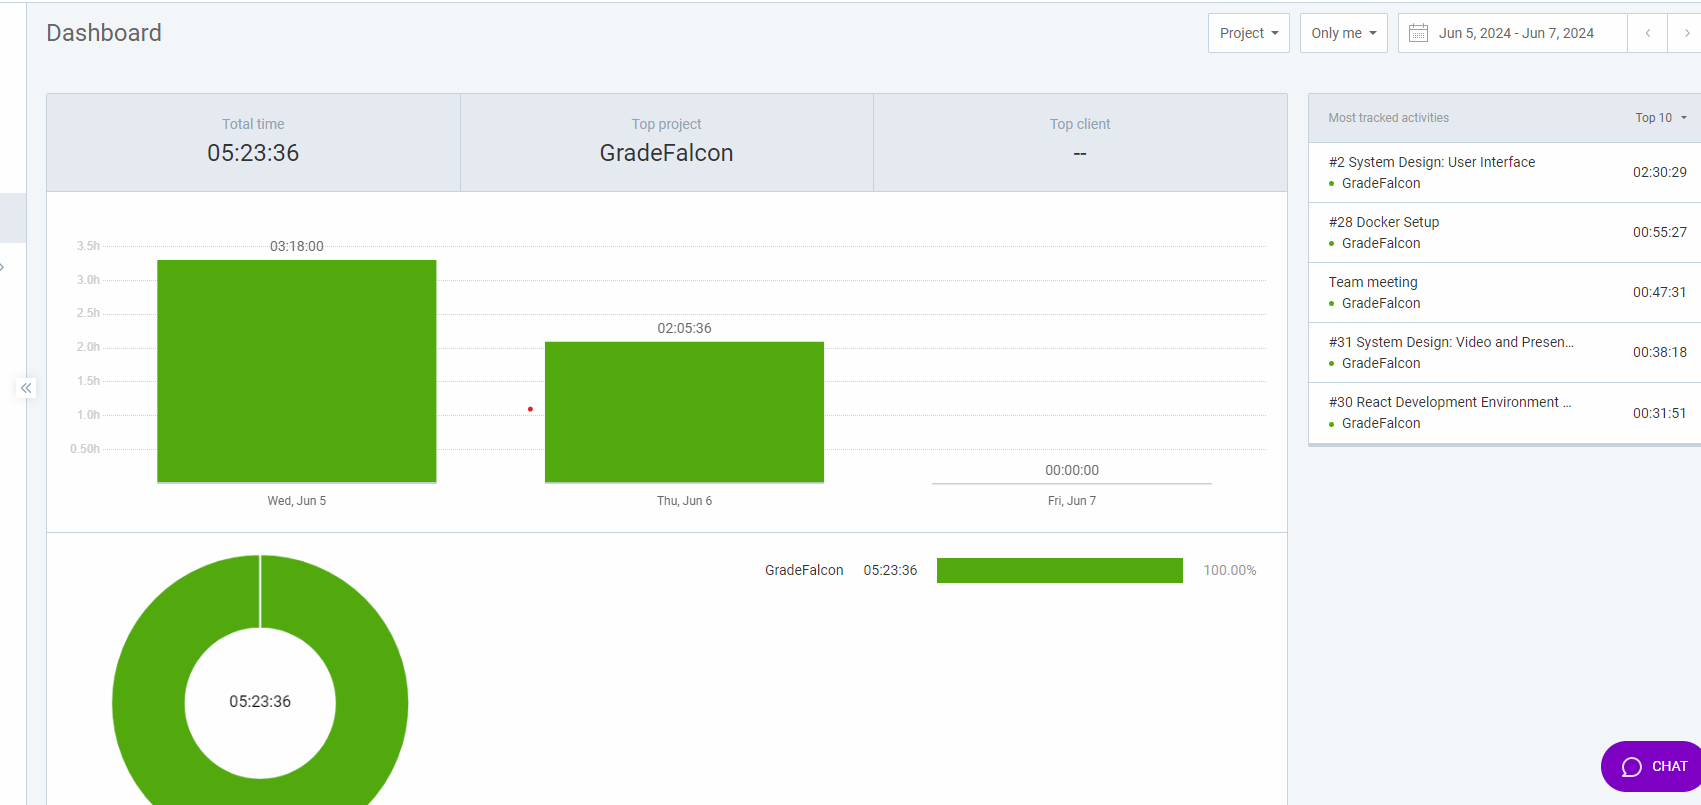 Dashboard
Project
Only me
Jun 5, 2024 - Jun 7, 2024
Total time
05:23:36
Top project
GradeFalcon
Top client
--
3.5h
3.0h
2.5h
2.0h
1.5h
1.0h
0.50h
03:18:00
02:05:36
00:00:00
Wed, Jun 5
Thu, Jun 6
Fri, Jun 7
05:23:36
GradeFalcon 05:23:36 100.00%
Most tracked activities Top 10
#2 System Design: User Interface
GradeFalcon
02:30:29
#28 Docker Setup
GradeFalcon
00:55:27
Team meeting
GradeFalcon
00:47:31
#31 System Design: Video and Presen...
GradeFalcon
00:38:18
#30 React Development Environment ...
GradeFalcon
00:31:51
CHAT